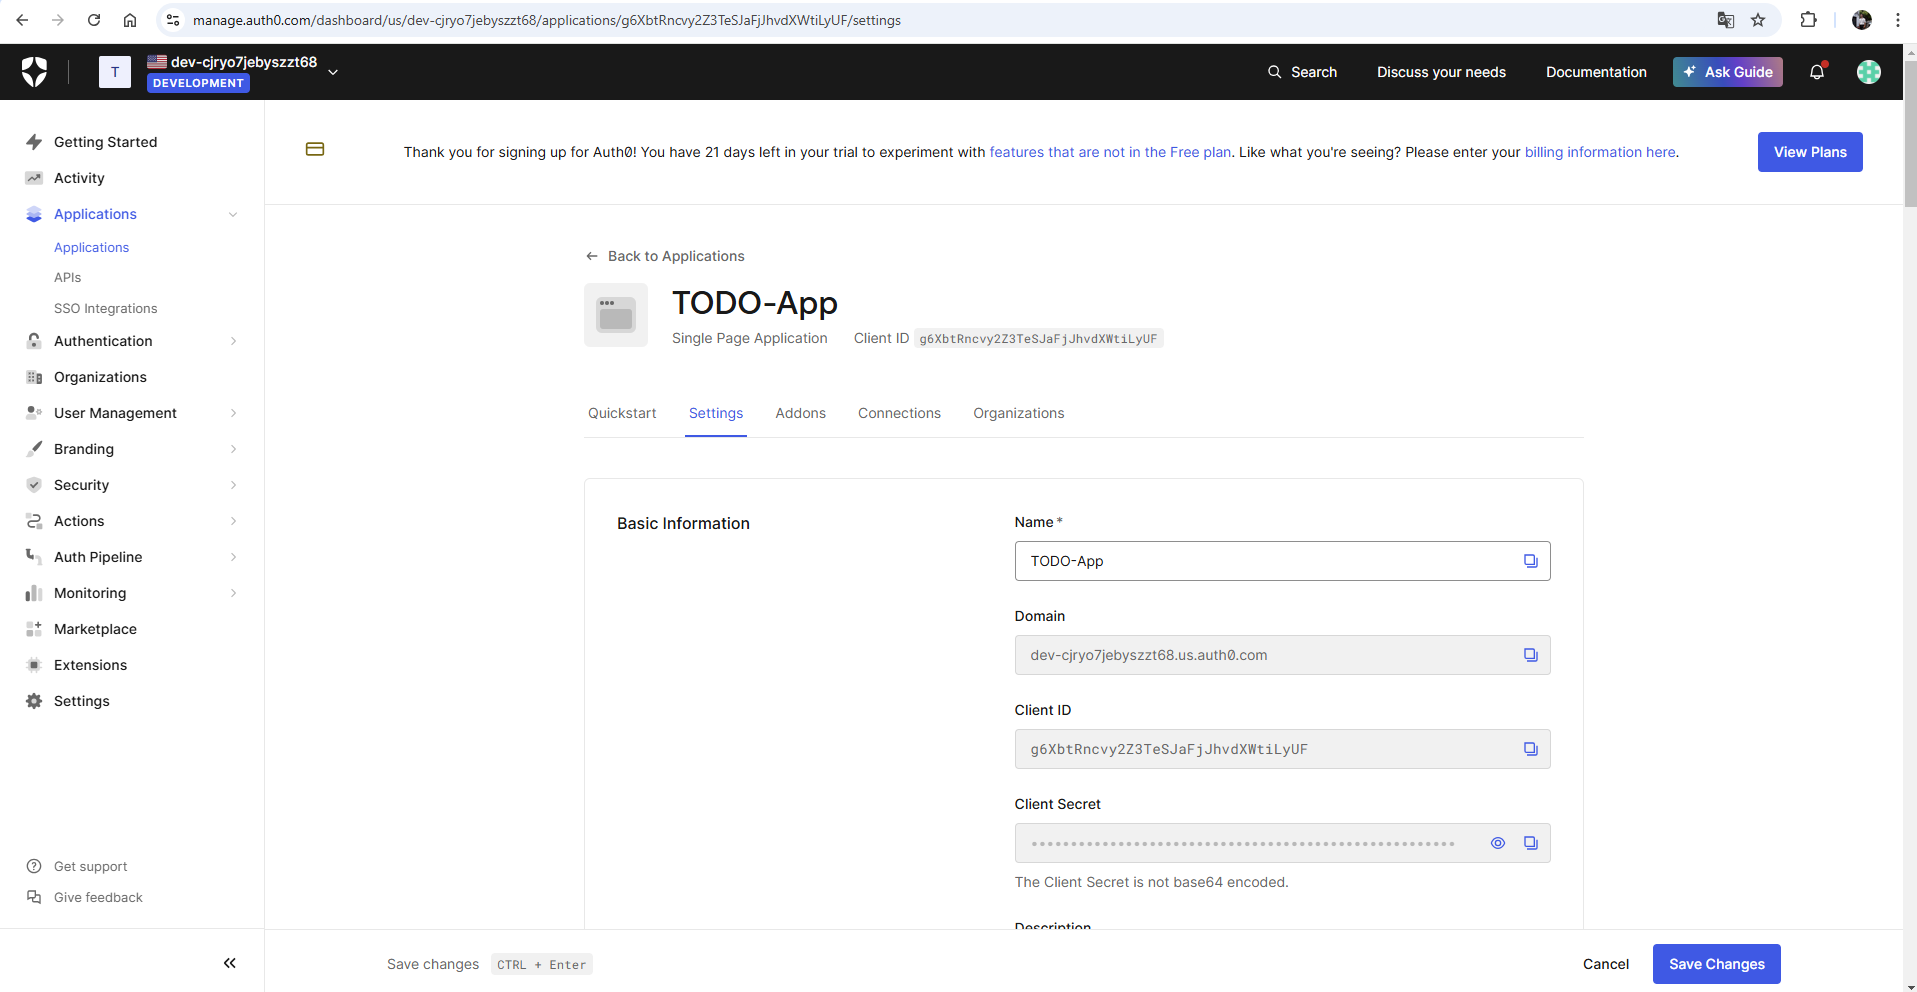 manage.auth0.com/dashboard/us/dev-cjryo7jebyszzt68/applications/g6XbtRncvy2Z3TeSJaFjJhvdXWtiLyUF/settings
T
dev-cjryo7jebyszzt68
DEVELOPMENT
Search
Discuss your needs
Documentation
Ask Guide
Getting Started
Activity
Applications
Applications
APIs
SSO Integrations
Authentication
Organizations
User Management
Branding
Security
Actions
Auth Pipeline
Monitoring
Marketplace
Extensions
Settings
Get support
Give feedback
Thank you for signing up for Auth0! You have 21 days left in your trial to experiment with features that are not in the Free plan. Like what you're seeing? Please enter your billing information here.
View Plans
Back to Applications
TODO-App
Single Page Application
Client ID g6XbtRncvy2Z3TeSJaFjJhvdXWtiLyUF
Quickstart
Settings
Addons
Connections
Organizations
Basic Information
Name *
TODO-App
Domain
dev-cjryo7jebyszzt68.us.auth0.com
Client ID
g6XbtRncvy2Z3TeSJaFjJhvdXWtiLyUF
Client Secret
The Client Secret is not base64 encoded.
Description
Save changes CTRL + Enter
Cancel
Save Changes